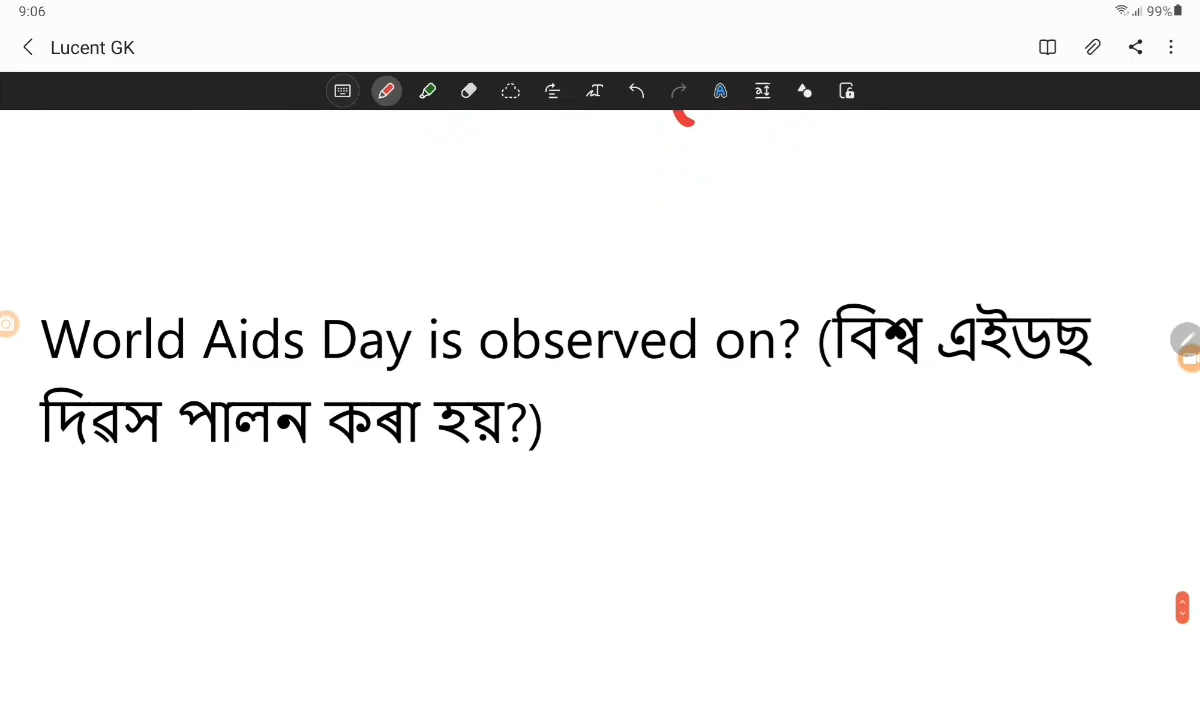 9:06
99%
Lucent GK
World Aids Day is observed on? (বিশ্ব এইডছ
দিৱস পালন কৰা হয়?)